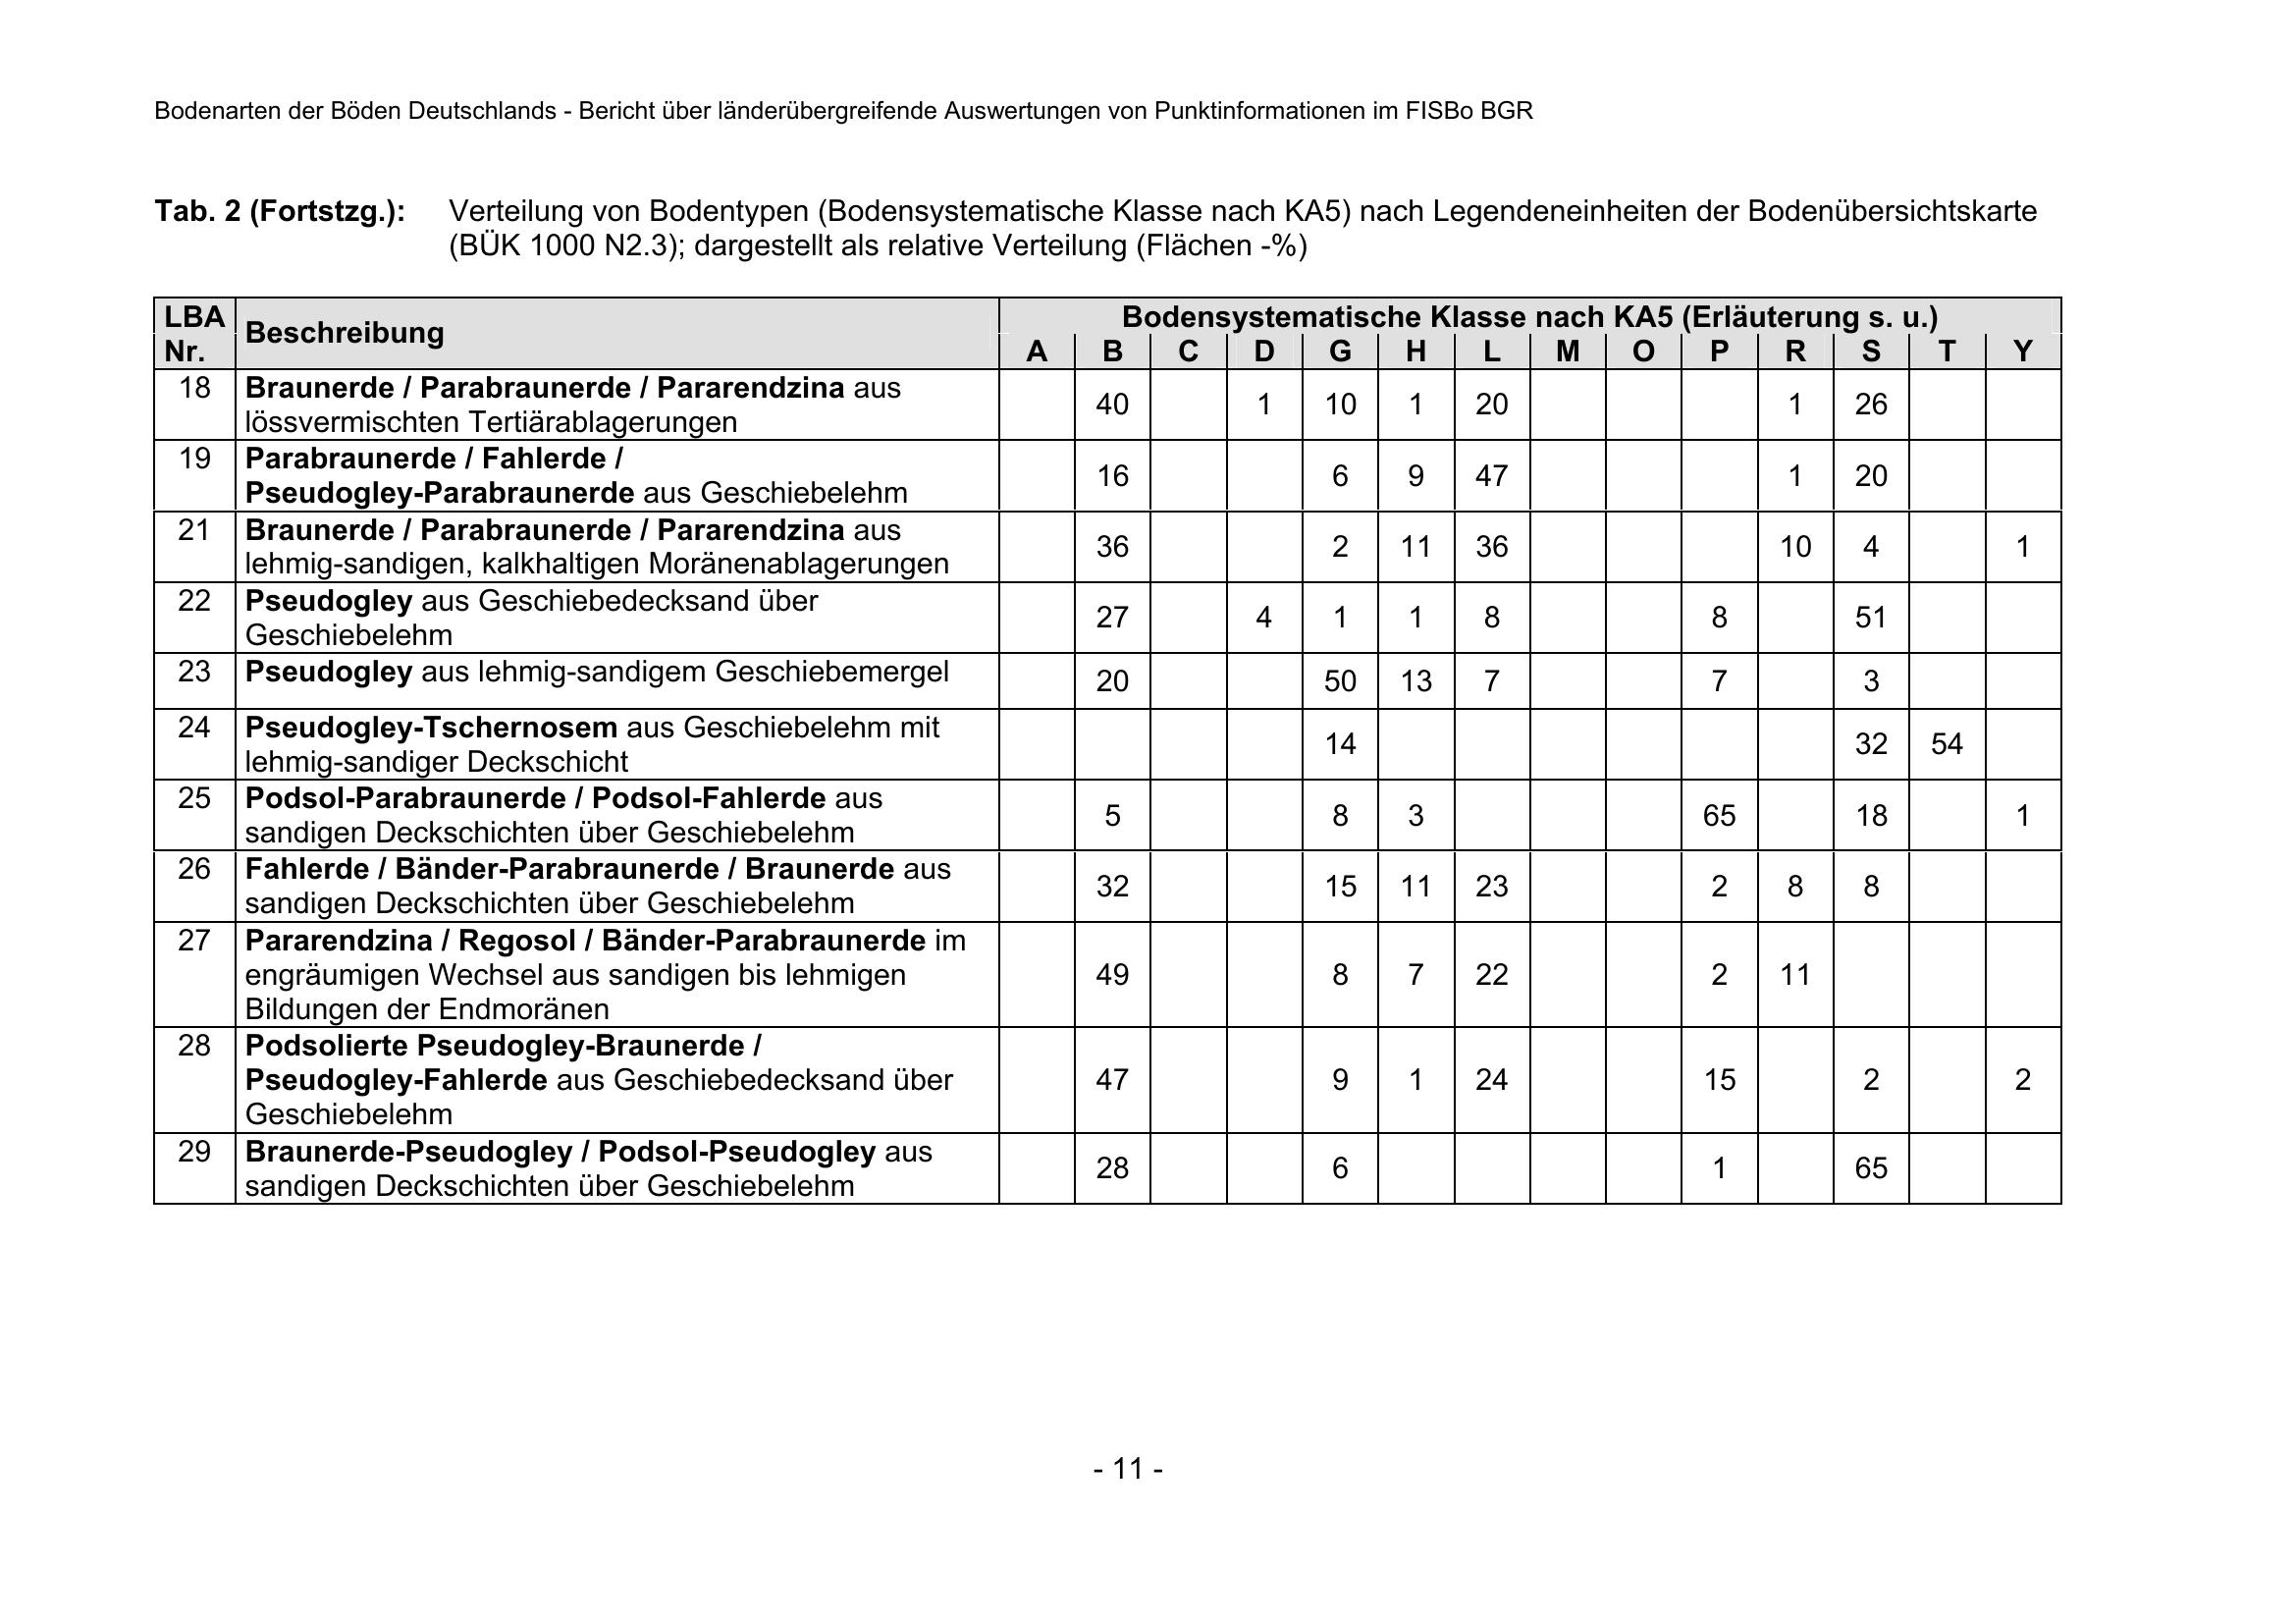 Bodenarten der Böden Deutschlands - Bericht über länderübergreifende Auswertungen von Punktinformationen im FISBo BGR
Tab. 2 (Fortstzg.): Verteilung von Bodentypen (Bodensystematische Klasse nach KA5) nach Legendeneinheiten der Bodenübersichtskarte
(BÜK 1000 N2.3); dargestellt als relative Verteilung (Flächen -%)
LBA Nr. Beschreibung Bodensystematische Klasse nach KA5 (Erläuterung s. u.)
A B C D G H L M O P R S T Y
18 Braunerde / Parabraunerde / Pararendzina aus
lössvermischten Tertiärablagerungen
40 1 10 1 20 1 26
19 Parabraunerde / Fahlerde /
Pseudogley-Parabraunerde aus Geschiebelehm
16 6 9 47 1 20
21 Braunerde / Parabraunerde / Pararendzina aus
lehmig-sandigen, kalkhaltigen Moränenablagerungen
36 2 11 36 10 4 1
22 Pseudogley aus Geschiebedecksand über
Geschiebelehm
27 4 1 1 8 8 51
23 Pseudogley aus lehmig-sandigem Geschiebemergel
20 50 13 7 7 3
24 Pseudogley-Tschernosem aus Geschiebelehm mit
lehmig-sandiger Deckschicht
14 32 54
25 Podsol-Parabraunerde / Podsol-Fahlerde aus
sandigen Deckschichten über Geschiebelehm
5 8 3 65 18 1
26 Fahlerde / Bänder-Parabraunerde / Braunerde aus
sandigen Deckschichten über Geschiebelehm
32 15 11 23 2 8 8
27 Pararendzina / Regosol / Bänder-Parabraunerde im
engräumigen Wechsel aus sandigen bis lehmigen
Bildungen der Endmoränen
49 8 7 22 2 11
28 Podsolierte Pseudogley-Braunerde /
Pseudogley-Fahlerde aus Geschiebedecksand über
Geschiebelehm
47 9 1 24 15 2 2
29 Braunerde-Pseudogley / Podsol-Pseudogley aus
sandigen Deckschichten über Geschiebelehm
28 6 1 65
- 11 -